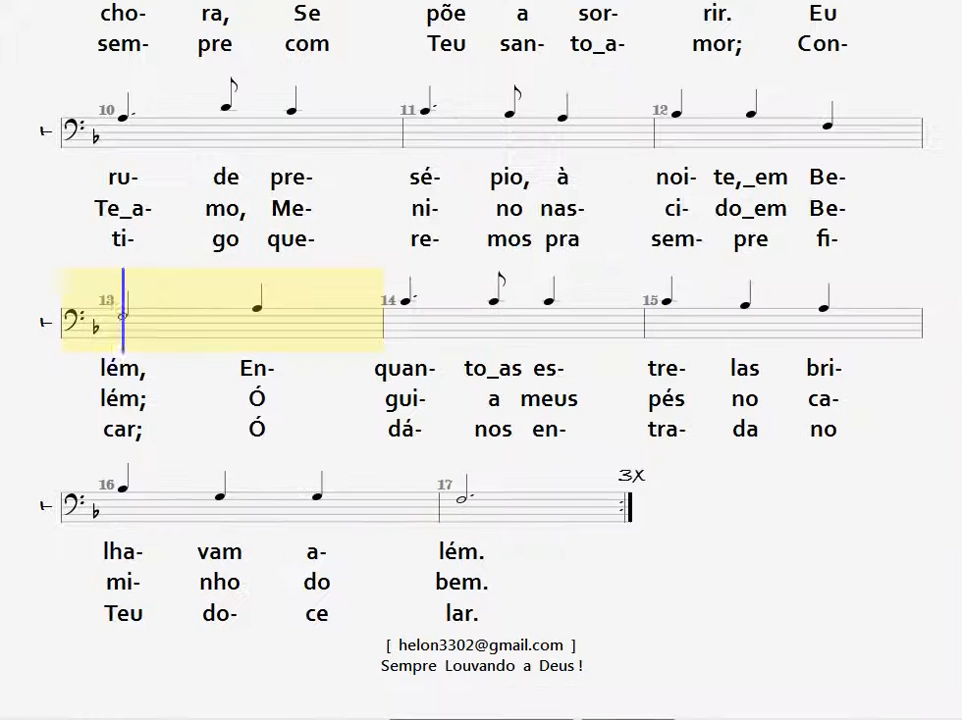 cho- ra, Se põe a sor- rir. Eu
sem- pre com Teu san- to_a- mor; Con-
10 11 12
T
ru- de pre- sé- pio, à noi- te,_em Be-
Te_a- mo, Me- ni- no nas- ci- do_em Be-
ti- go que- re- mos pra sem- pre fi-
13 14 15
T
lém, En- quan- to_as es- tre- las bri-
lém; Ó gui- a meus pés no ca-
car; Ó dá- nos en- tra- da no
16 17 3X
T
lha- vam a- lém.
mi- nho do bem.
Teu do- ce lar.
[ helon3302@gmail.com ]
Sempre Louvando a Deus !